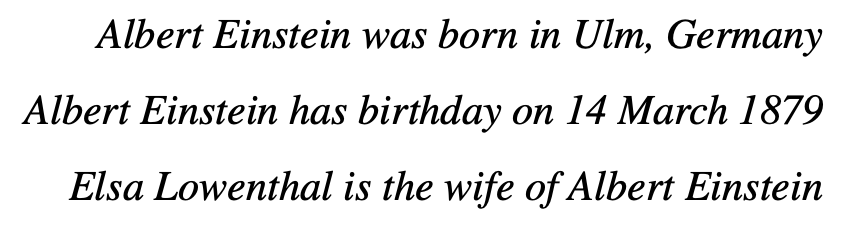 Albert Einstein was born in Ulm, Germany
Albert Einstein has birthday on 14 March 1879
Elsa Lowenthal is the wife of Albert Einstein